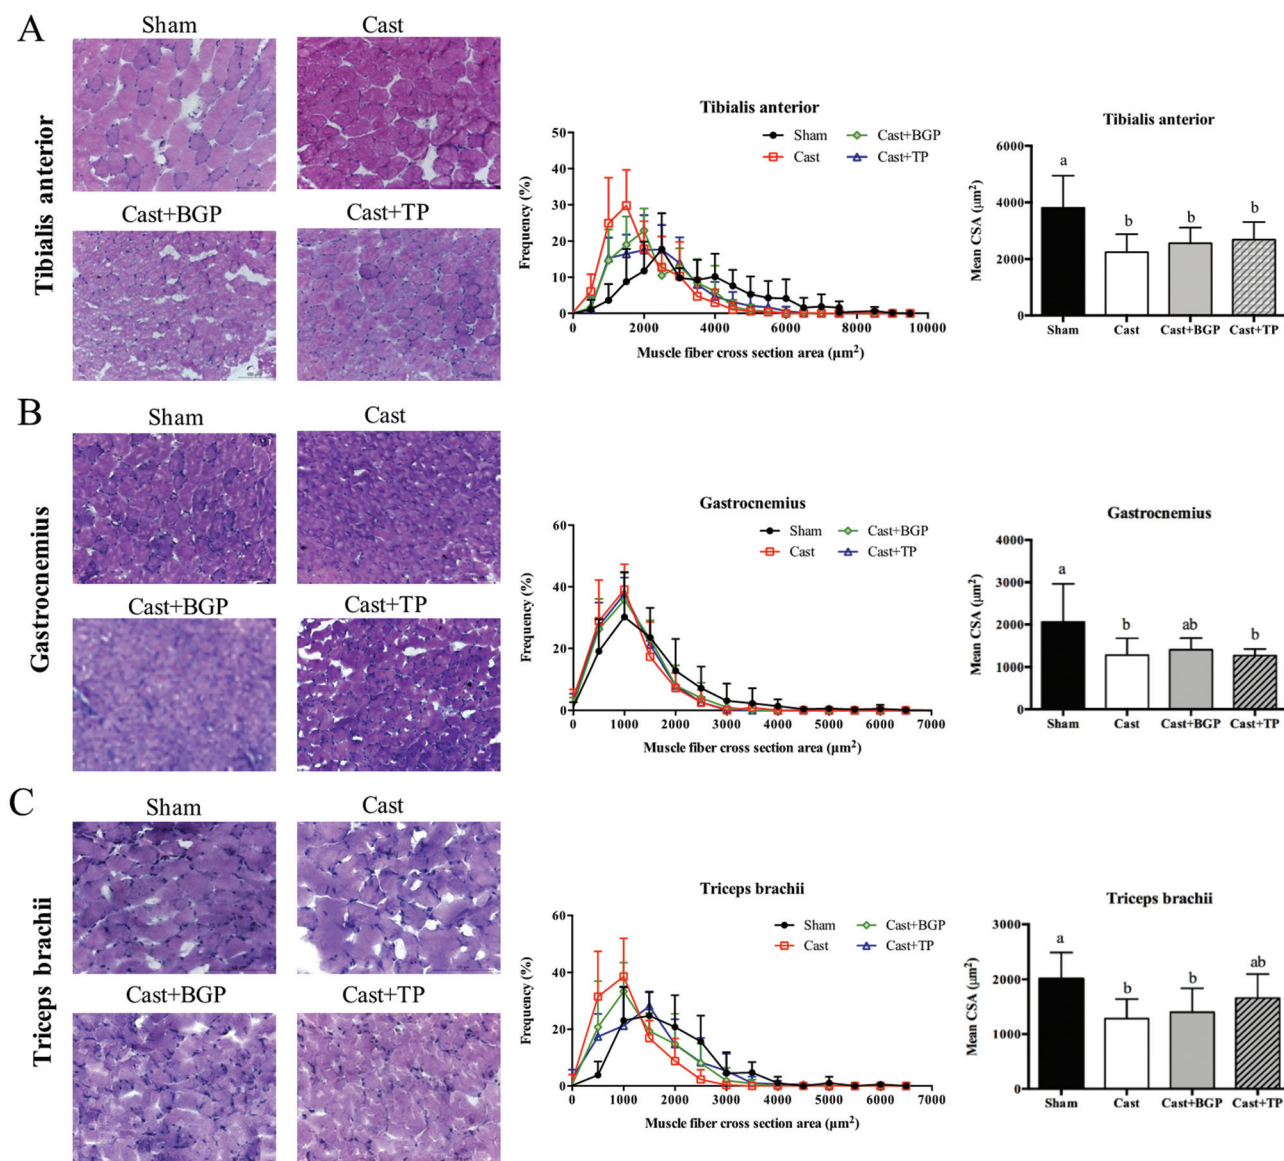 A
Sham
Cast
Cast+BGP
Cast+TP
Tibialis anterior
Tibialis anterior
Sham
Cast
Cast+BGP
Cast+TP
Frequency (%)
50
40
30
20
10
0
0 2000 4000 6000 8000 10000
Muscle fiber cross section area (μm²)
Tibialis anterior
Mean CSA (μm²)
6000
4000
2000
0
a
b
b
b
Sham Cast Cast+BGP Cast+TP
B
Sham
Cast
Cast+BGP
Cast+TP
Gastrocnemius
Gastrocnemius
Sham
Cast
Cast+BGP
Cast+TP
Frequency (%)
60
40
20
0
0 1000 2000 3000 4000 5000 6000 7000
Muscle fiber cross section area (μm²)
Gastrocnemius
Mean CSA (μm²)
4000
3000
2000
1000
0
a
b
ab
b
Sham Cast Cast+BGP Cast+TP
C
Sham
Cast
Cast+BGP
Cast+TP
Triceps brachii
Triceps brachii
Sham
Cast
Cast+BGP
Cast+TP
Frequency (%)
60
40
20
0
0 1000 2000 3000 4000 5000 6000 7000
Muscle fiber cross section area (μm²)
Triceps brachii
Mean CSA (μm²)
3000
2000
1000
0
a
b
b
ab
Sham Cast Cast+BGP Cast+TP